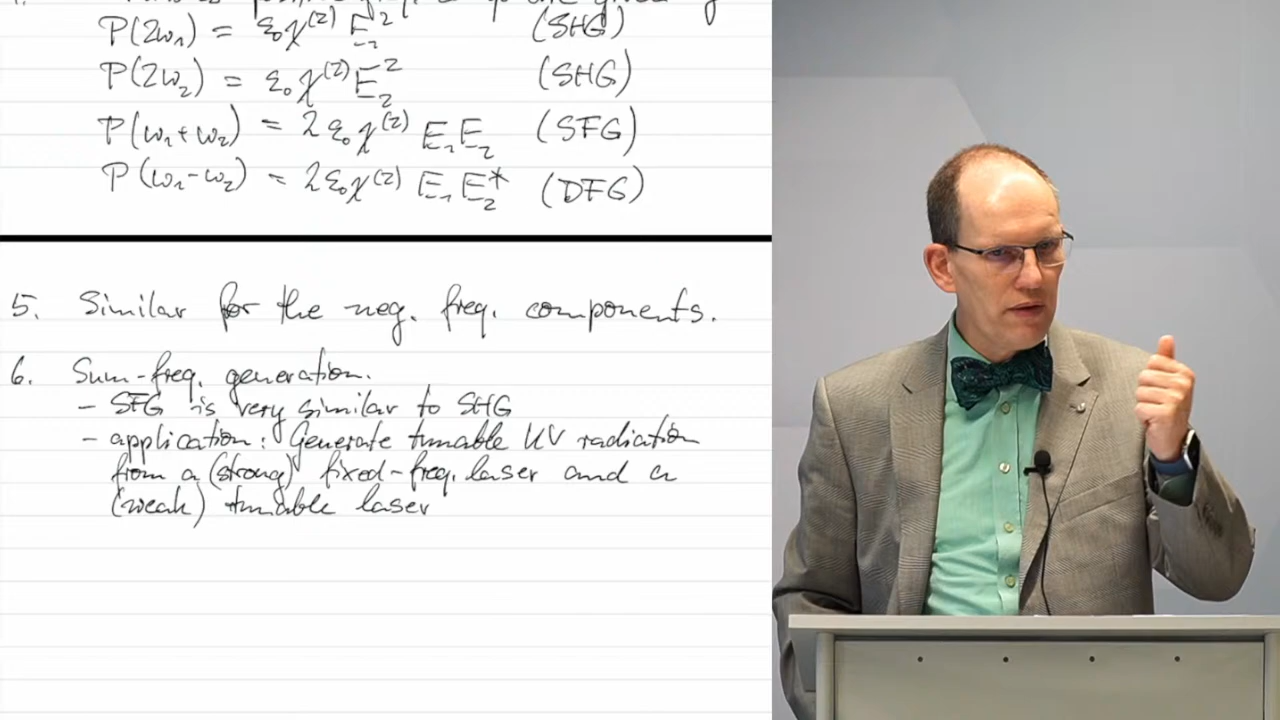 P(2ω₁) = ε₀χ⁽²⁾ E₁² (SHG)
P(2ω₂) = ε₀χ⁽²⁾ E₂² (SHG)
P(ω₁+ω₂) = 2ε₀χ⁽²⁾ E₁E₂ (SFG)
P(ω₁-ω₂) = 2ε₀χ⁽²⁾ E₁E₂* (DFG)
5. Similar for the neg. freq. components.
6. Sum-freq. generation.
- SFG is very similar to SHG
- application: Generate tunable UV radiation
from a (strong) fixed-freq. laser and a
(weak) tunable laser